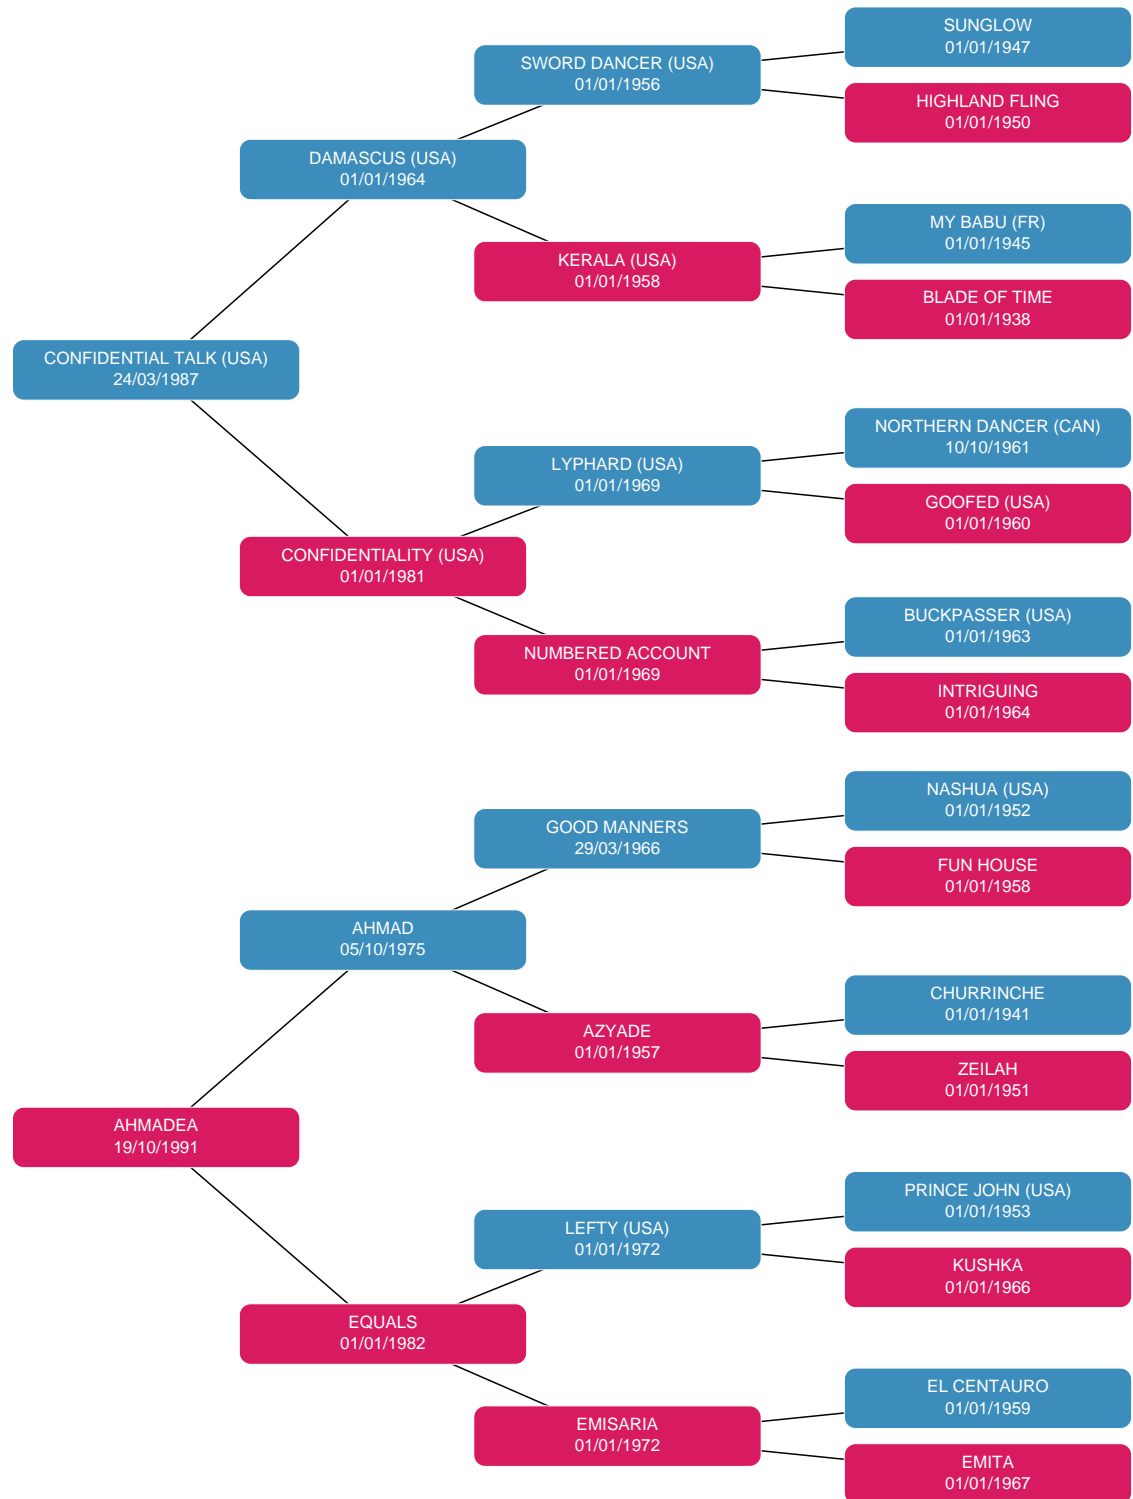 SUNGLOW
01/01/1947
SWORD DANCER (USA)
01/01/1956
HIGHLAND FLING
01/01/1950
DAMASCUS (USA)
01/01/1964
MY BABU (FR)
01/01/1945
KERALA (USA)
01/01/1958
BLADE OF TIME
01/01/1938
CONFIDENTIAL TALK (USA)
24/03/1987
NORTHERN DANCER (CAN)
10/10/1961
LYPHARD (USA)
01/01/1969
GOOFED (USA)
01/01/1960
CONFIDENTIALITY (USA)
01/01/1981
BUCKPASSER (USA)
01/01/1963
NUMBERED ACCOUNT
01/01/1969
INTRIGUING
01/01/1964
NASHUA (USA)
01/01/1952
GOOD MANNERS
29/03/1966
FUN HOUSE
01/01/1958
AHMAD
05/10/1975
CHURRINCHE
01/01/1941
AZYADE
01/01/1957
ZEILAH
01/01/1951
AHMADEA
19/10/1991
PRINCE JOHN (USA)
01/01/1953
LEFTY (USA)
01/01/1972
KUSHKA
01/01/1966
EQUALS
01/01/1982
EL CENTAURO
01/01/1959
EMISARIA
01/01/1972
EMITA
01/01/1967